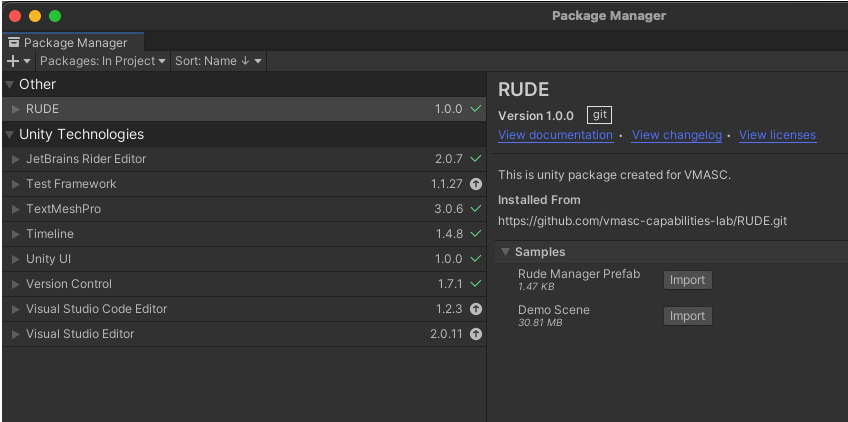 Package Manager
Package Manager
Packages: In Project
Sort: Name ↓
Other
RUDE 1.0.0
Unity Technologies
JetBrains Rider Editor 2.0.7
Test Framework 1.1.27
TextMeshPro 3.0.6
Timeline 1.4.8
Unity UI 1.0.0
Version Control 1.7.1
Visual Studio Code Editor 1.2.3
Visual Studio Editor 2.0.11
RUDE
Version 1.0.0 git
View documentation • View changelog • View licenses
This is unity package created for VMASC.
Installed From
https://github.com/vmasc-capabilities-lab/RUDE.git
Samples
Rude Manager Prefab Import
1.47 KB
Demo Scene Import
30.81 MB